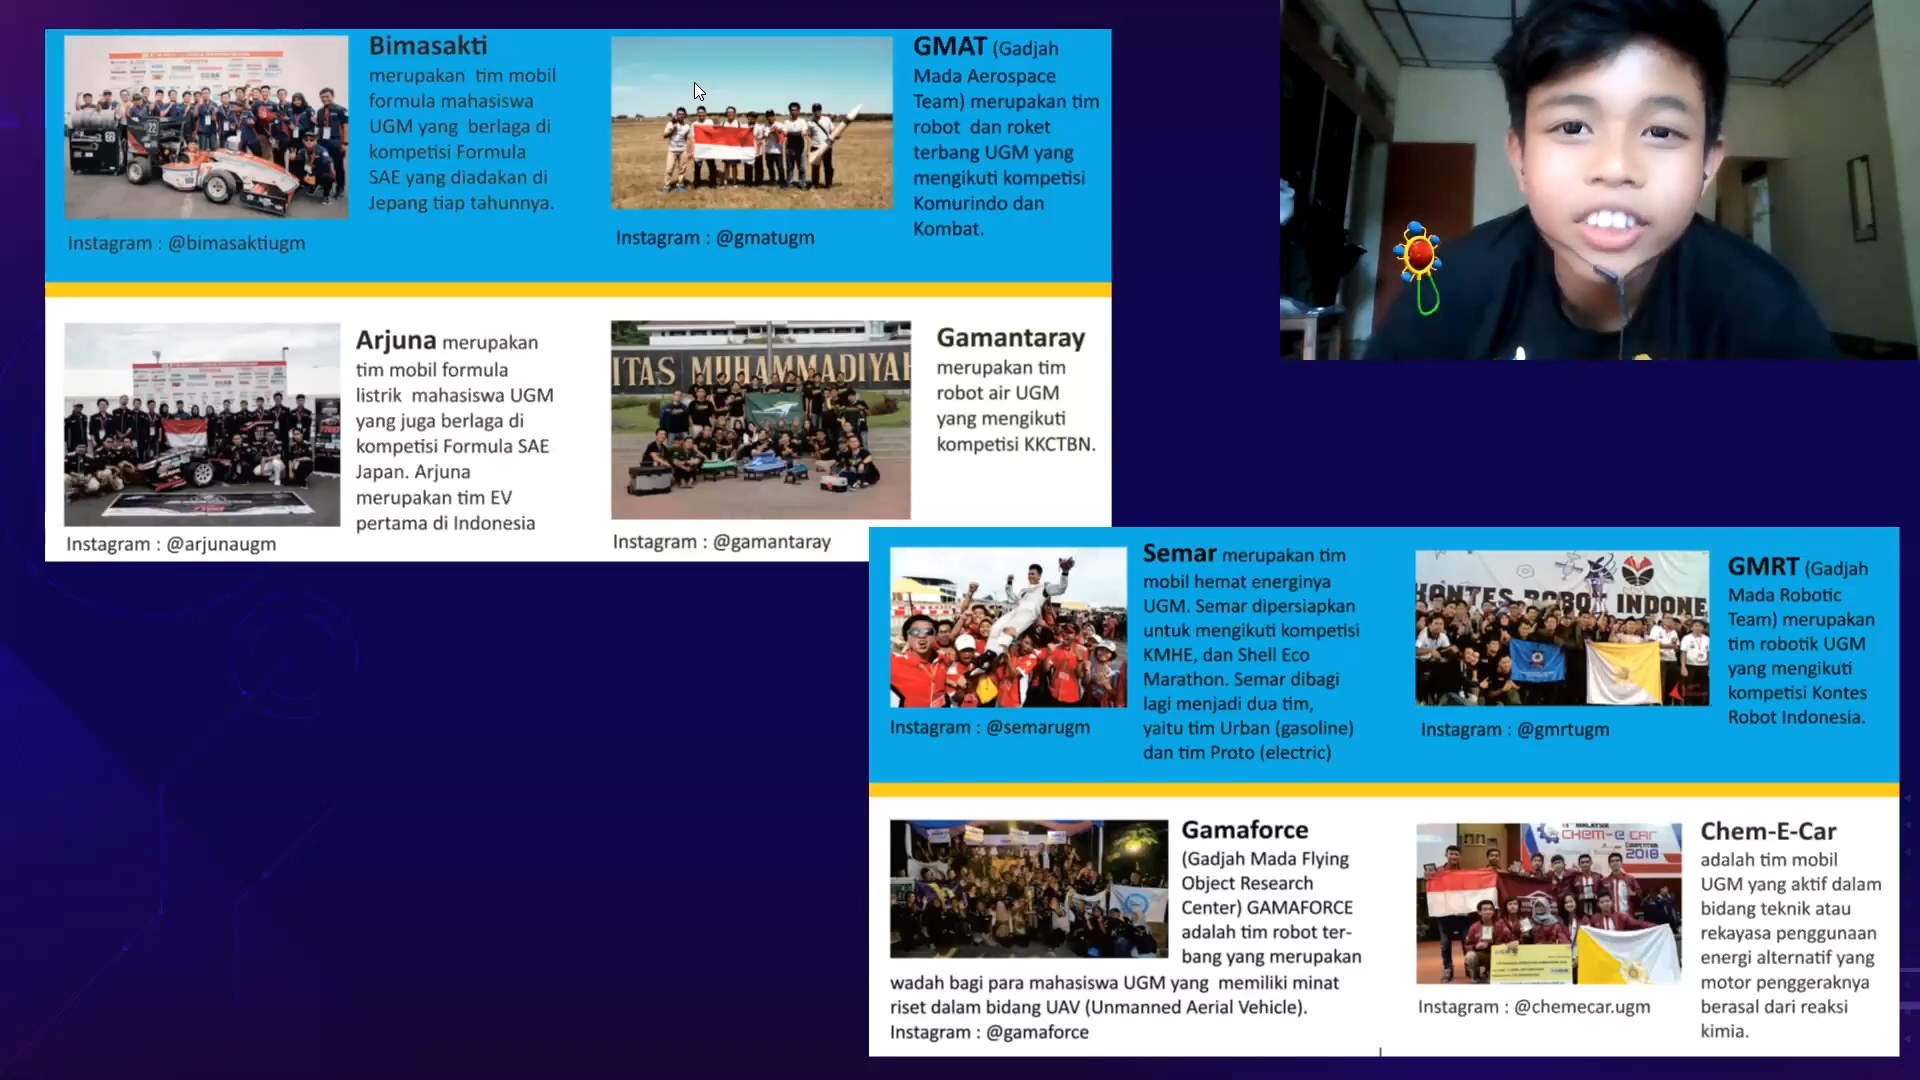 Bimasakti
merupakan tim mobil
formula mahasiswa
UGM yang berlaga di
kompetisi Formula
SAE yang diadakan di
Jepang tiap tahunnya.
Instagram : @bimasaktiugm
GMAT (Gadjah
Mada Aerospace
Team) merupakan tim
robot dan roket
terbang UGM yang
mengikuti kompetisi
Komurindo dan
Kombat.
Instagram : @gmatugm
Arjuna merupakan
tim mobil formula
listrik mahasiswa UGM
yang juga berlaga di
kompetisi Formula SAE
Japan. Arjuna
merupakan tim EV
pertama di Indonesia
Instagram : @arjunaugm
ITAS MUHAMMADIYAH
Gamantaray
merupakan tim
robot air UGM
yang mengikuti
kompetisi KKCTBN.
Instagram : @gamantaray
Semar merupakan tim
mobil hemat energinya
UGM. Semar dipersiapkan
untuk mengikuti kompetisi
KMHE, dan Shell Eco
Marathon. Semar dibagi
lagi menjadi dua tim,
yaitu tim Urban (gasoline)
dan tim Proto (electric)
Instagram : @semarugm
KONTES ROBOT INDONE
GMRT (Gadjah
Mada Robotic
Team) merupakan
tim robotik UGM
yang mengikuti
kompetisi Kontes
Robot Indonesia.
Instagram : @gmrtugm
Gamaforce
(Gadjah Mada Flying
Object Research
Center) GAMAFORCE
adalah tim robot ter-
bang yang merupakan
wadah bagi para mahasiswa UGM yang memiliki minat
riset dalam bidang UAV (Unmanned Aerial Vehicle).
Instagram : @gamaforce
MALAYSIA
CHEM-E CAR
COMPETITION
2018
Chem-E-Car
adalah tim mobil
UGM yang aktif dalam
bidang teknik atau
rekayasa penggunaan
energi alternatif yang
motor penggeraknya
berasal dari reaksi
kimia.
Instagram : @chemecar.ugm